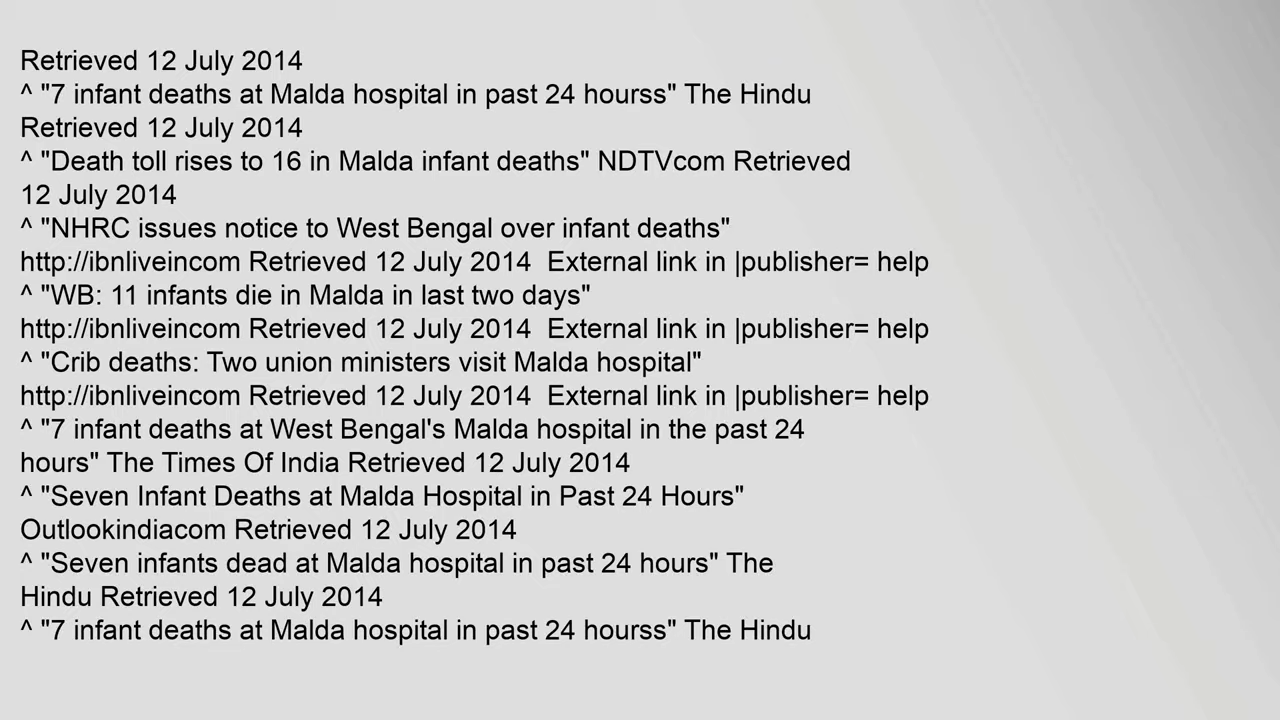 Retrieved 12 July 2014
^ "7 infant deaths at Malda hospital in past 24 hourss" The Hindu
Retrieved 12 July 2014
^ "Death toll rises to 16 in Malda infant deaths" NDTVcom Retrieved
12 July 2014
^ "NHRC issues notice to West Bengal over infant deaths"
http://ibnliveincom Retrieved 12 July 2014  External link in |publisher= help
^ "WB: 11 infants die in Malda in last two days"
http://ibnliveincom Retrieved 12 July 2014  External link in |publisher= help
^ "Crib deaths: Two union ministers visit Malda hospital"
http://ibnliveincom Retrieved 12 July 2014  External link in |publisher= help
^ "7 infant deaths at West Bengal's Malda hospital in the past 24
hours" The Times Of India Retrieved 12 July 2014
^ "Seven Infant Deaths at Malda Hospital in Past 24 Hours"
Outlookindiacom Retrieved 12 July 2014
^ "Seven infants dead at Malda hospital in past 24 hours" The
Hindu Retrieved 12 July 2014
^ "7 infant deaths at Malda hospital in past 24 hourss" The Hindu